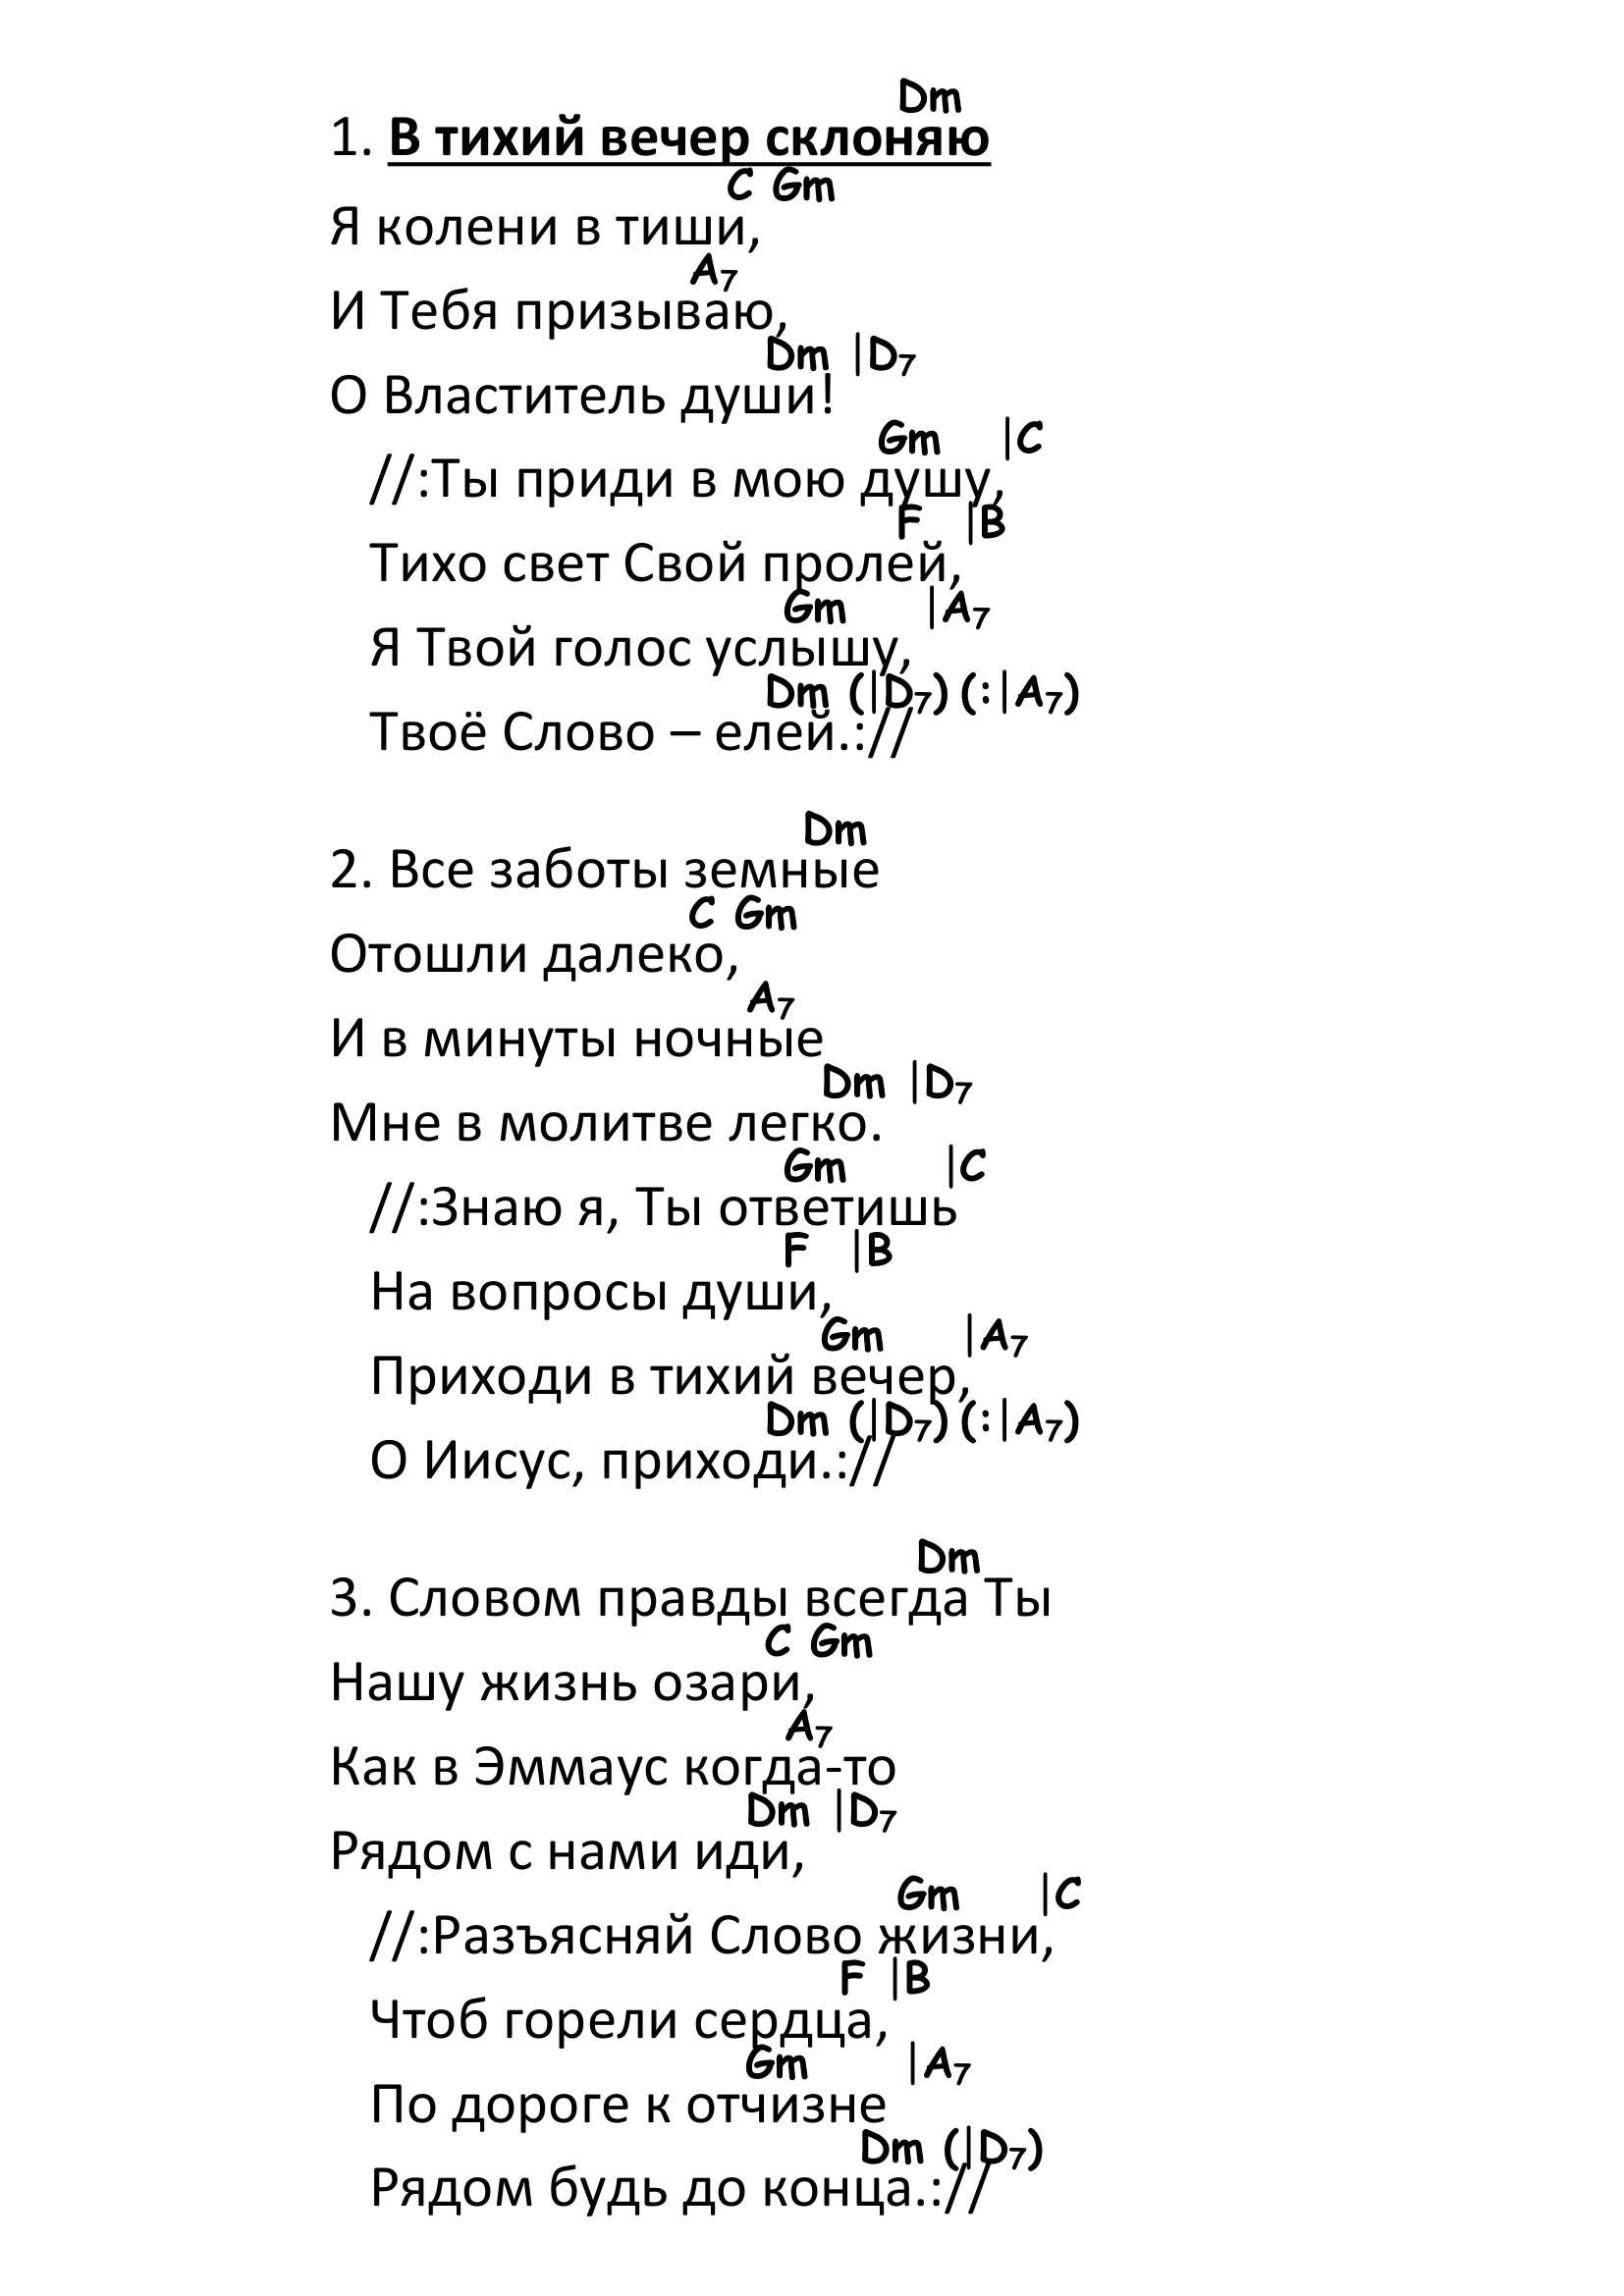 Dm
1. В тихий вечер склоняю
C Gm
Я колени в тиши,
A7
И Тебя призываю,
Dm |D7
О Властитель души!
Gm |C
//:Ты приди в мою душу,
F |B
Тихо свет Свой пролей,
Gm |A7
Я Твой голос услышу,
Dm (|D7) (:|A7)
Твоё Слово – елей.://
Dm
2. Все заботы земные
C Gm
Отошли далеко,
A7
И в минуты ночные
Dm |D7
Мне в молитве легко.
Gm |C
//:Знаю я, Ты ответишь
F |B
На вопросы души,
Gm |A7
Приходи в тихий вечер,
Dm (|D7) (:|A7)
О Иисус, приходи.://
Dm
3. Словом правды всегда Ты
C Gm
Нашу жизнь озари,
A7
Как в Эммаус когда-то
Dm |D7
Рядом с нами иди,
Gm |C
//:Разъясняй Слово жизни,
F |B
Чтоб горели сердца,
Gm |A7
По дороге к отчизне
Dm (|D7)
Рядом будь до конца.://